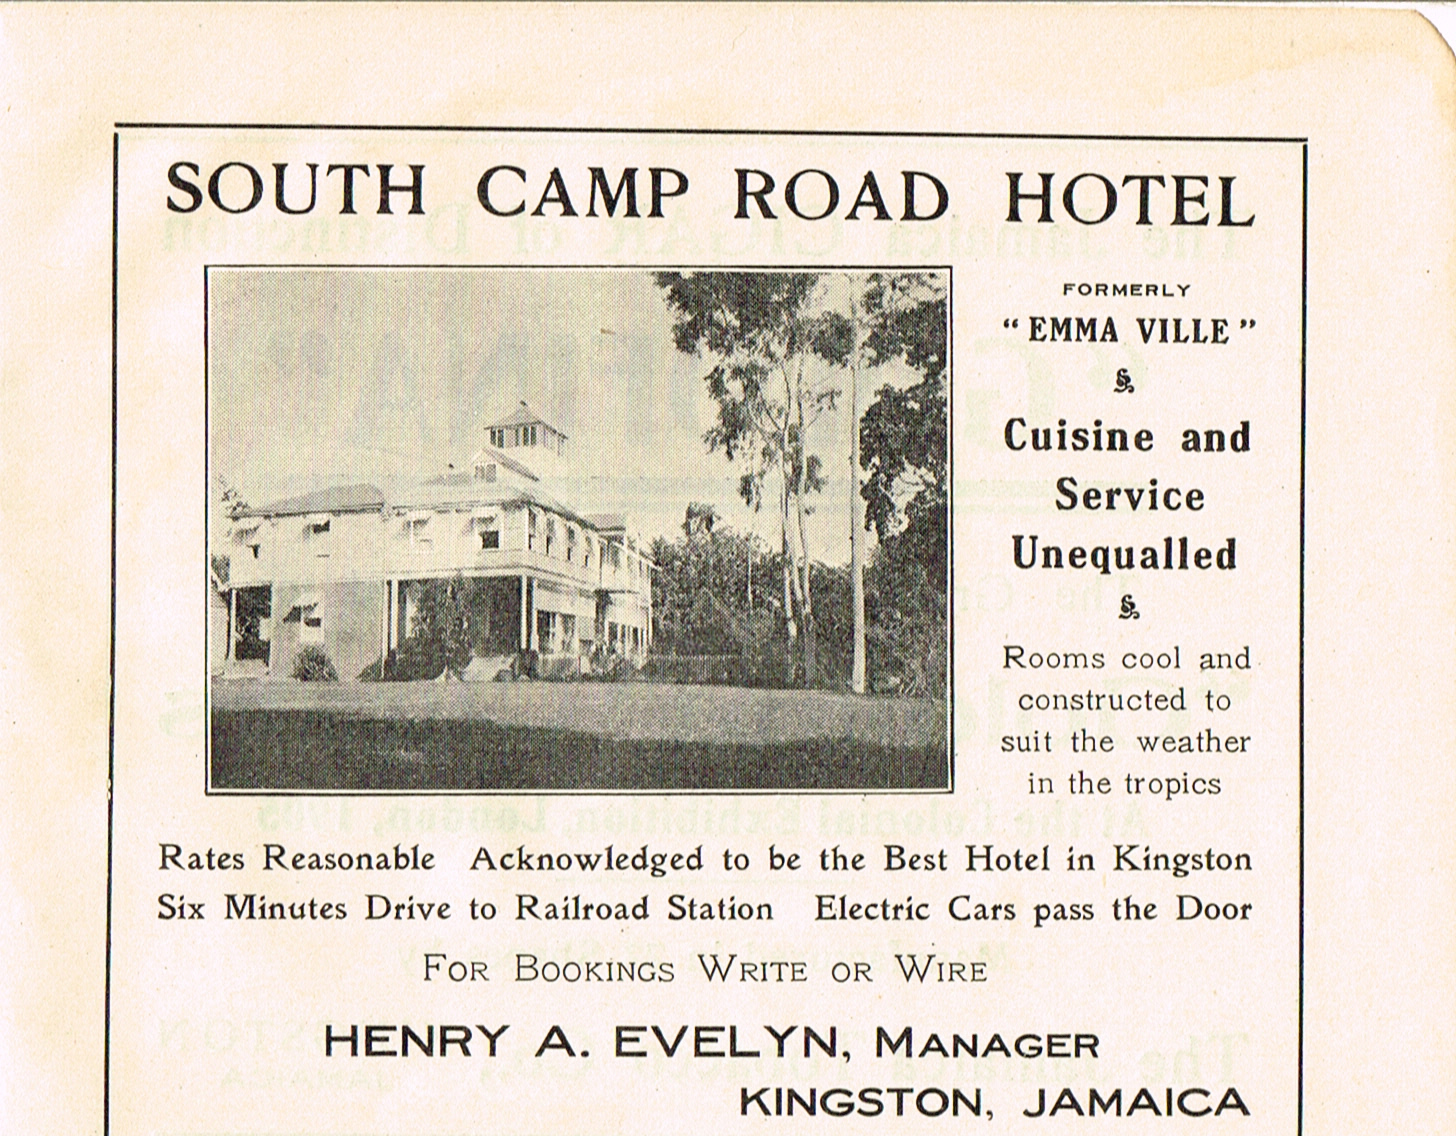 SOUTH CAMP ROAD HOTEL
FORMERLY
"EMMA VILLE"
Cuisine and
Service
Unequalled
Rooms cool and
constructed to
suit the weather
in the tropics
Rates Reasonable Acknowledged to be the Best Hotel in Kingston
Six Minutes Drive to Railroad Station Electric Cars pass the Door
FOR BOOKINGS WRITE OR WIRE
HENRY A. EVELYN, MANAGER
KINGSTON, JAMAICA